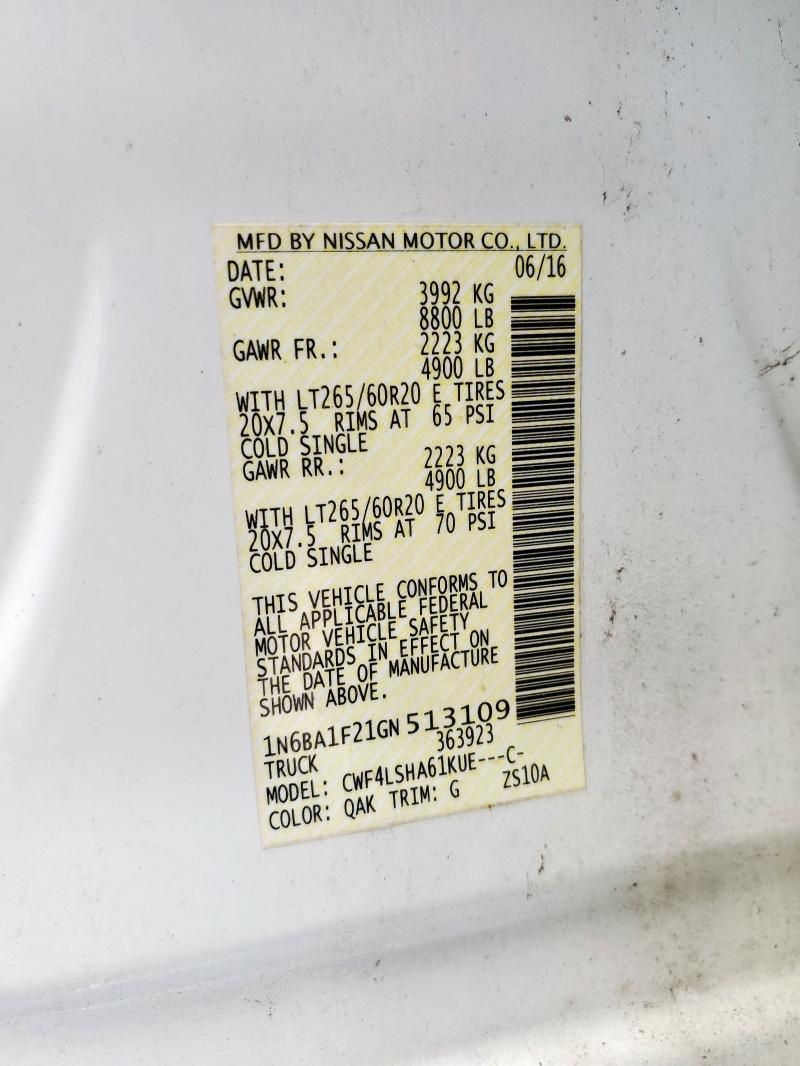 MFD BY NISSAN MOTOR CO., LTD.
DATE: 06/16
GVWR: 3992 KG
8800 LB
GAWR FR.: 2223 KG
4900 LB
WITH LT265/60R20 E TIRES
20X7.5 RIMS AT 65 PSI
COLD SINGLE
GAWR RR.: 2223 KG
4900 LB
WITH LT265/60R20 E TIRES
20X7.5 RIMS AT 70 PSI
COLD SINGLE
THIS VEHICLE CONFORMS TO
ALL APPLICABLE FEDERAL
MOTOR VEHICLE SAFETY
STANDARDS IN EFFECT ON
THE DATE OF MANUFACTURE
SHOWN ABOVE.
1N6BA1F21GN513109
TRUCK 363923
MODEL: CWF4LSHA61KUE---C-
COLOR: QAK TRIM: G ZS10A